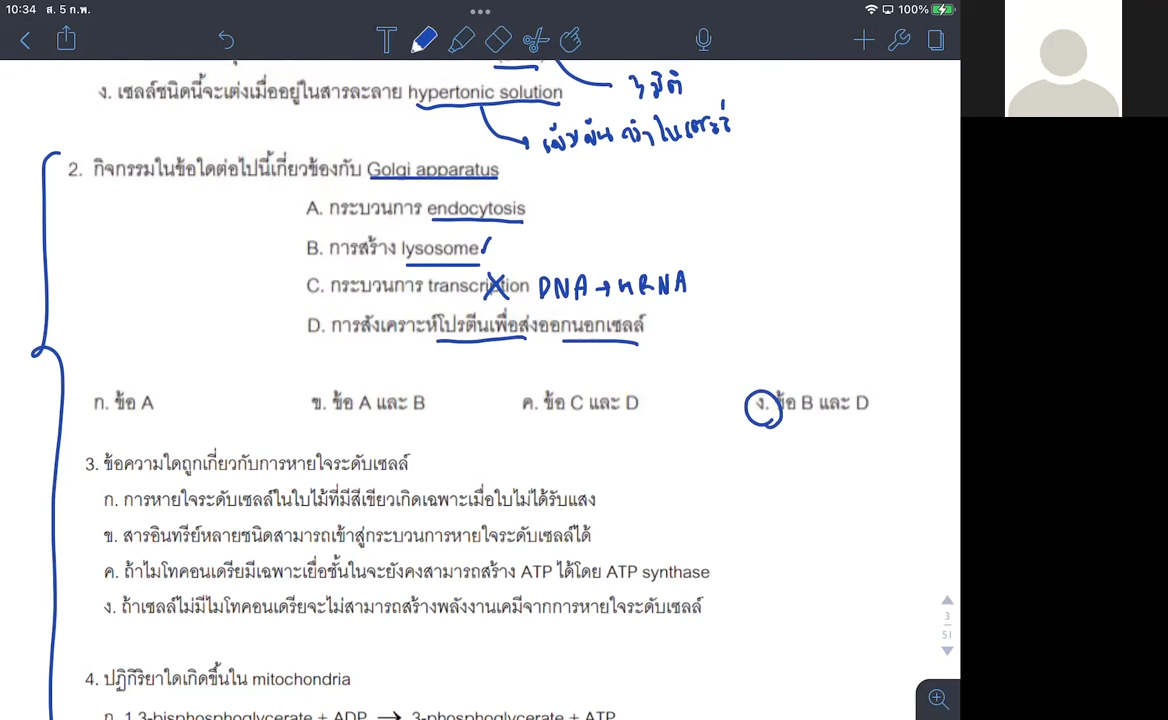 10:34 ส. 5 ก.พ.
100%
ง. เซลล์ชนิดนี้จะเต่งเมื่ออยู่ในสารละลาย hypertonic solution
2. กิจกรรมในข้อใดต่อไปนี้เกี่ยวข้องกับ Golgi apparatus
A. กระบวนการ endocytosis
B. การสร้าง lysosome
C. กระบวนการ transcription DNA → mRNA
D. การสังเคราะห์โปรตีนเพื่อส่งออกนอกเซลล์
ก. ข้อ A ข. ข้อ A และ B ค. ข้อ C และ D ง. ข้อ B และ D
3. ข้อความใดถูกเกี่ยวกับการหายใจระดับเซลล์
ก. การหายใจระดับเซลล์ในใบไม้ที่มีสีเขียวเกิดเฉพาะเมื่อใบไม่ได้รับแสง
ข. สารอินทรีย์หลายชนิดสามารถเข้าสู่กระบวนการหายใจระดับเซลล์ได้
ค. ถ้าไมโทคอนเดรียมีเฉพาะเยื่อชั้นในจะยังคงสามารถสร้าง ATP ได้โดย ATP synthase
ง. ถ้าเซลล์ไม่มีไมโทคอนเดรียจะไม่สามารถสร้างพลังงานเคมีจากการหายใจระดับเซลล์
3
51
4. ปฏิกิริยาใดเกิดขึ้นใน mitochondria
ก. 1,3-bisphosphoglycerate + ADP → 3-phosphoglycerate + ATP